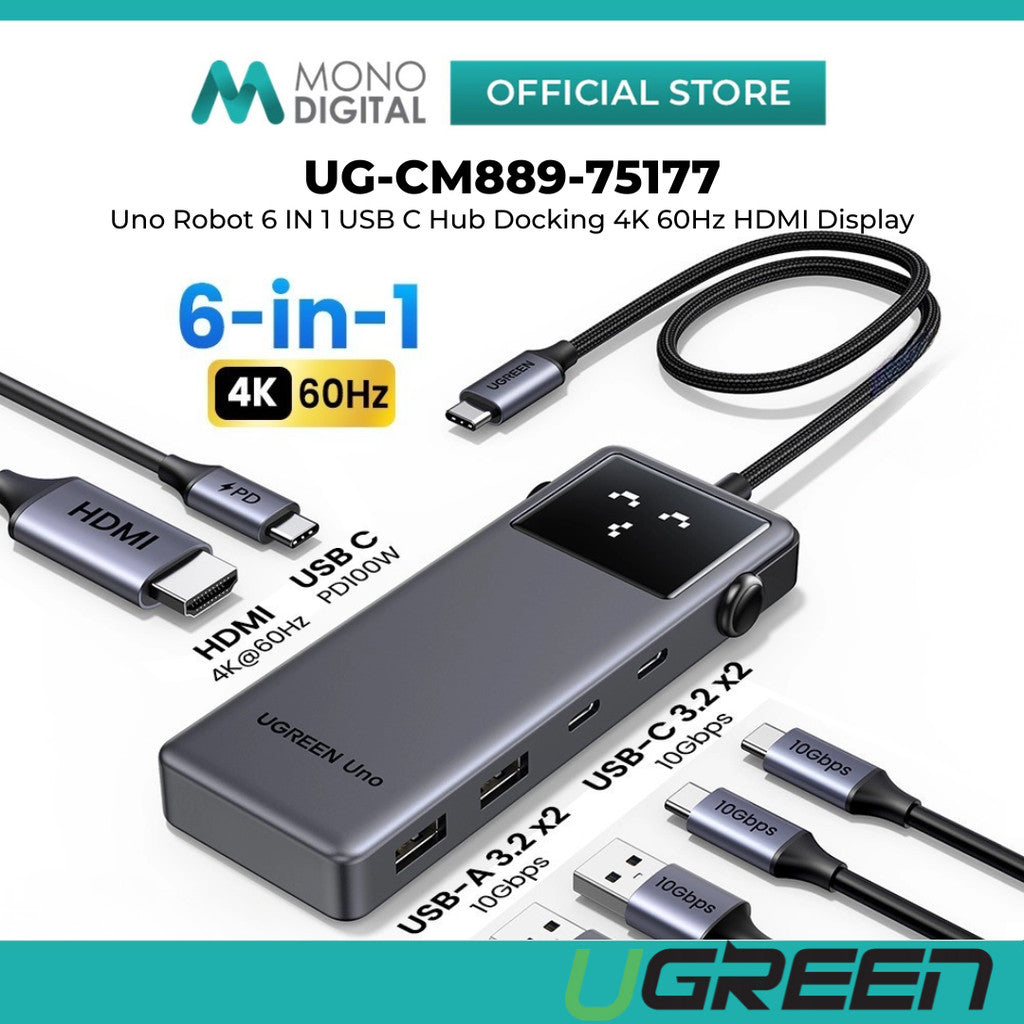 MONO
DIGITAL
OFFICIAL STORE
UG-CM889-75177
Uno Robot 6 IN 1 USB C Hub Docking 4K 60Hz HDMI Display
6-in-1
4K 60Hz
UGREEN
PD
HDMI
USB C
PD100W
HDMI
4K@60Hz
UGREEN Uno
USB-C 3.2 x2
10Gbps
USB-A 3.2 x2
10Gbps
10Gbps
10Gbps
10Gbps
UGREEN